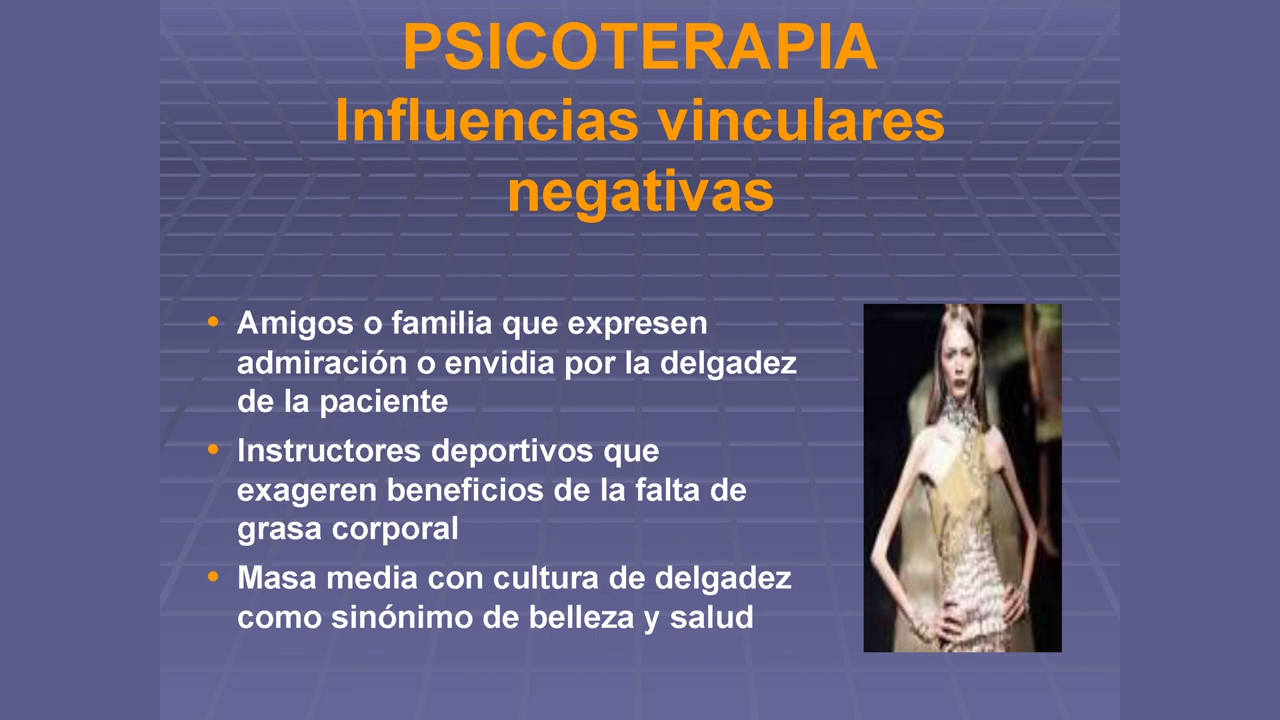 PSICOTERAPIA
Influencias vinculares
negativas
• Amigos o familia que expresen
admiración o envidia por la delgadez
de la paciente
• Instructores deportivos que
exageren beneficios de la falta de
grasa corporal
• Masa media con cultura de delgadez
como sinónimo de belleza y salud